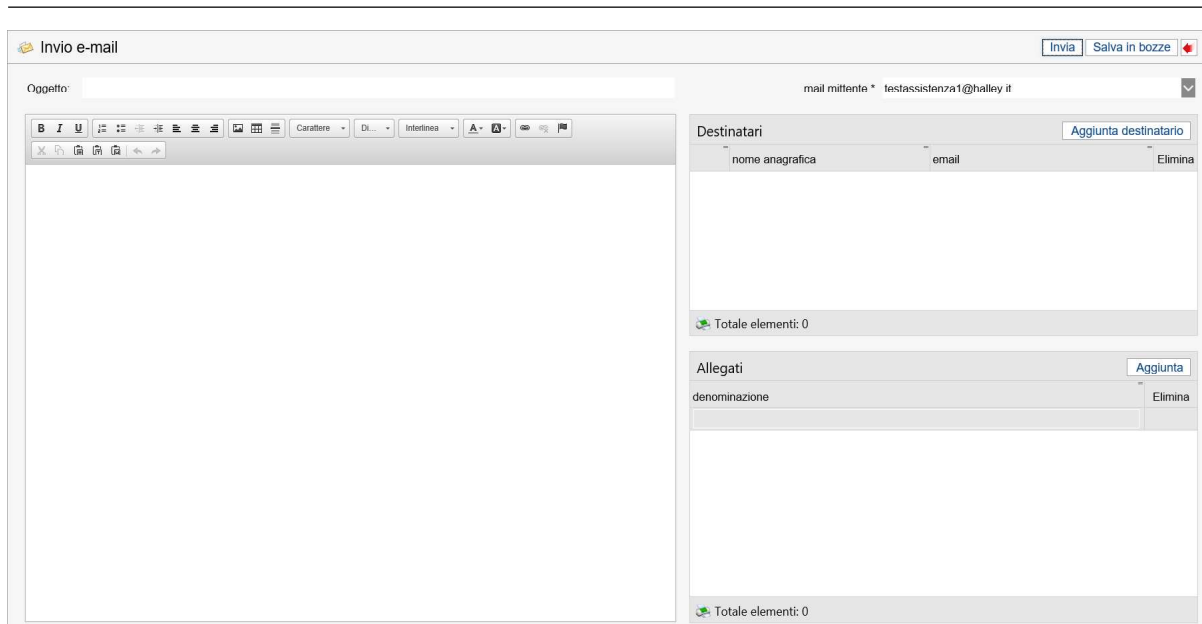 Invio e-mail
Invia
Salva in bozze
Oggetto:
mail mittente * testassistenza1@halley.it
B I U
Carattere
Di...
Interlinea
A
A
Destinatari
Aggiunta destinatario
nome anagrafica
email
Elimina
Totale elementi: 0
Allegati
Aggiunta
denominazione
Elimina
Totale elementi: 0